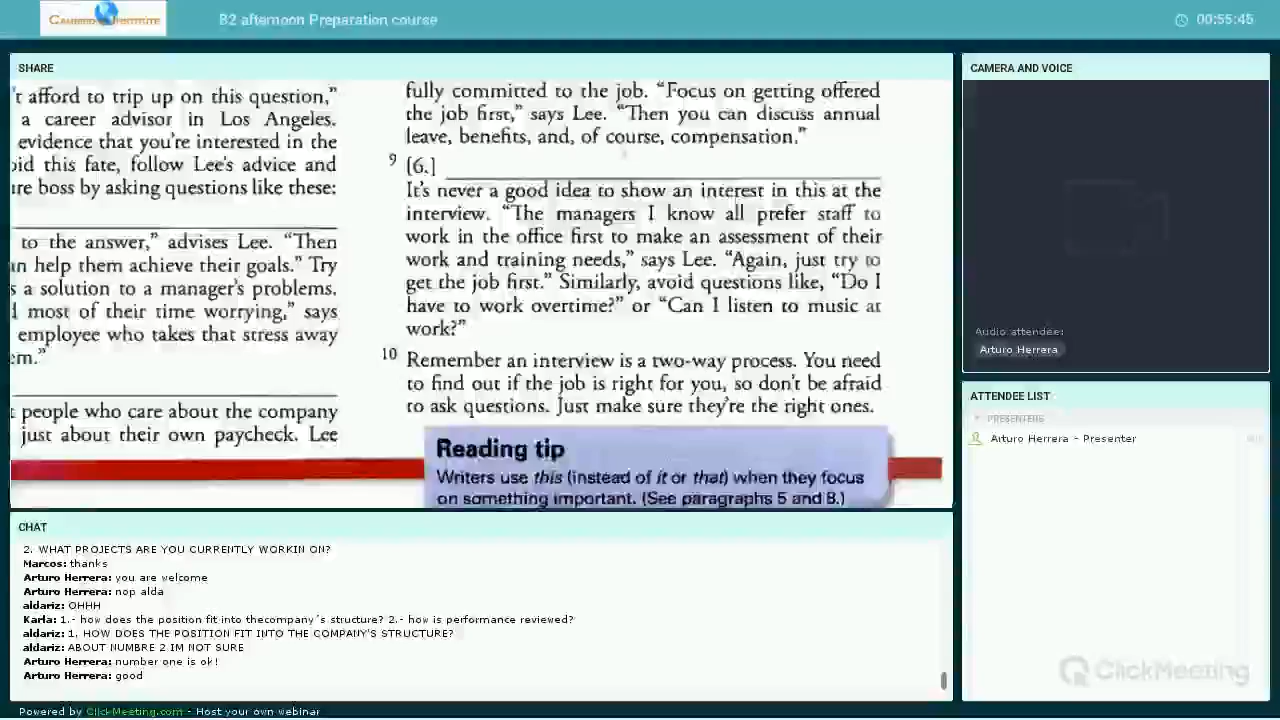 CAMBRIDGE INSTITUTE
B2 afternoon Preparation course
00:55:45
SHARE
't afford to trip up on this question,"
a career advisor in Los Angeles.
evidence that you're interested in the
oid this fate, follow Lee's advice and
ure boss by asking questions like these:
to the answer," advises Lee. "Then
an help them achieve their goals." Try
s a solution to a manager's problems.
d most of their time worrying," says
employee who takes that stress away
em."
t people who care about the company
just about their own paycheck. Lee
fully committed to the job. "Focus on getting offered
the job first," says Lee. "Then you can discuss annual
leave, benefits, and, of course, compensation."
9 [6.]
It's never a good idea to show an interest in this at the
interview. "The managers I know all prefer staff to
work in the office first to make an assessment of their
work and training needs," says Lee. "Again, just try to
get the job first." Similarly, avoid questions like, "Do I
have to work overtime?" or "Can I listen to music at
work?"
10 Remember an interview is a two-way process. You need
to find out if the job is right for you, so don't be afraid
to ask questions. Just make sure they're the right ones.
Reading tip
Writers use this (instead of it or that) when they focus
on something important. (See paragraphs 5 and 8.)
CAMERA AND VOICE
Audio attendee:
Arturo Herrera
ATTENDEE LIST
PRESENTERS
Arturo Herrera - Presenter
CHAT
2. WHAT PROJECTS ARE YOU CURRENTLY WORKIN ON?
Marcos: thanks
Arturo Herrera: you are welcome
Arturo Herrera: nop alda
aldariz: OHHH
Karla: 1.- how does the position fit into thecompany´s structure? 2.- how is performance reviewed?
aldariz: 1. HOW DOES THE POSITION FIT INTO THE COMPANY'S STRUCTURE?
aldariz: ABOUT NUMBRE 2 IM NOT SURE
Arturo Herrera: number one is ok!
Arturo Herrera: good
ClickMeeting
Powered by ClickMeeting.com - Host your own webinar